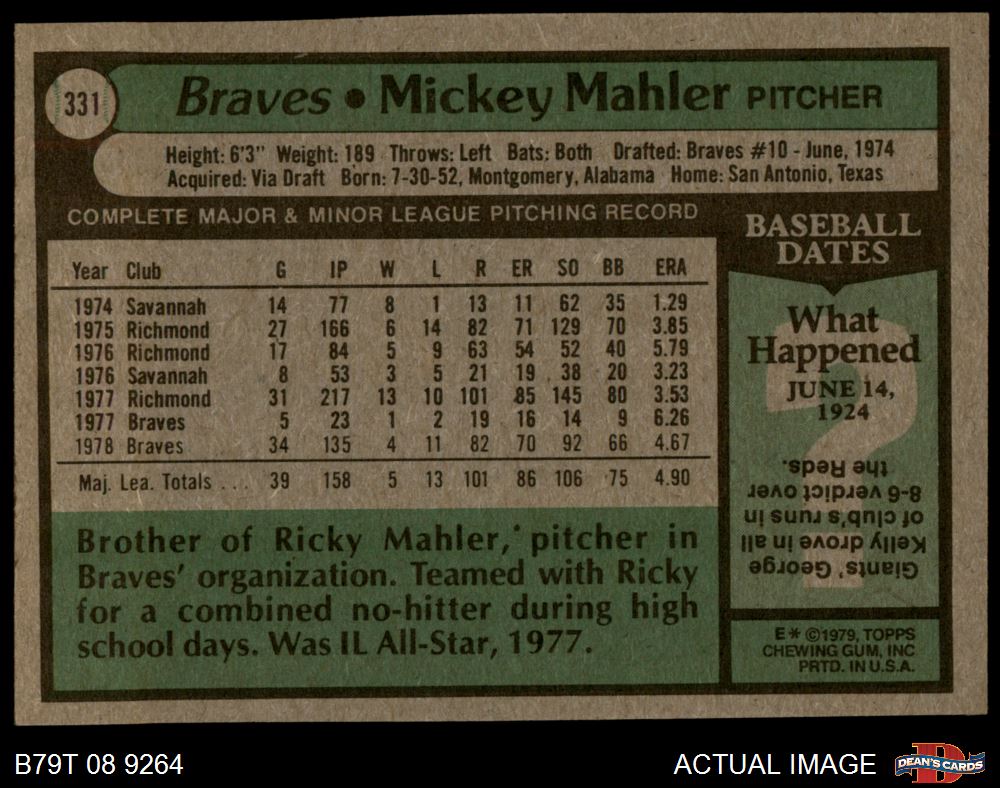 331
Braves • Mickey Mahler PITCHER
Height: 6'3" Weight: 189 Throws: Left Bats: Both Drafted: Braves #10 - June, 1974
Acquired: Via Draft Born: 7-30-52, Montgomery, Alabama Home: San Antonio, Texas
COMPLETE MAJOR & MINOR LEAGUE PITCHING RECORD
Year Club G IP W L R ER SO BB ERA
1974 Savannah 14 77 8 1 13 11 62 35 1.29
1975 Richmond 27 166 6 14 82 71 129 70 3.85
1976 Richmond 17 84 5 9 63 54 52 40 5.79
1976 Savannah 8 53 3 5 21 19 38 20 3.23
1977 Richmond 31 217 13 10 101 85 145 80 3.53
1977 Braves 5 23 1 2 19 16 14 9 6.26
1978 Braves 34 135 4 11 82 70 92 66 4.67
Maj. Lea. Totals ... 39 158 5 13 101 86 106 75 4.90
Brother of Ricky Mahler, pitcher in
Braves' organization. Teamed with Ricky
for a combined no-hitter during high
school days. Was IL All-Star, 1977.
BASEBALL
DATES
What
Happened
JUNE 14,
1924
?
Giants' George
Kelly drove in all
of club's runs in
8-6 verdict over
the Reds.
E* ©1979, TOPPS
CHEWING GUM, INC
PRTD. IN U.S.A.
B79T 08 9264
ACTUAL IMAGE
D
DEAN'S CARDS